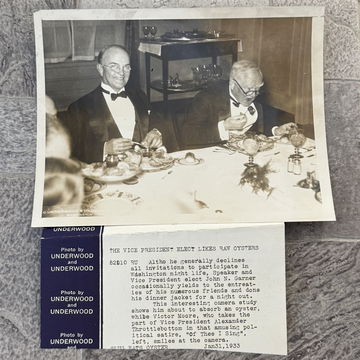 UNDERWOOD
Photo by
UNDERWOOD
and
UNDERWOOD
Photo by
UNDERWOOD
and
UNDERWOOD
Photo by
UNDERWOOD
THE VICE PRESIDENT ELECT LIKES RAW OYSTERS
Altho he generally declines
all invitations to participate in
Washington night life, Speaker and
Vice President elect John N. Garner
occasionally yields to the entreat-
ies of his numerous friends and dons
his dinner jacket for a night out.
This interesting camera study
shows him about to absorb an oyster,
while Victor Moore, who takes the
part of Vice President Alexander
Throttlebottom in that amusing pol-
itical satire, "Of Thee I Sing",
left, smiles at the camera.
RAW OYSTERS Jan31,1933